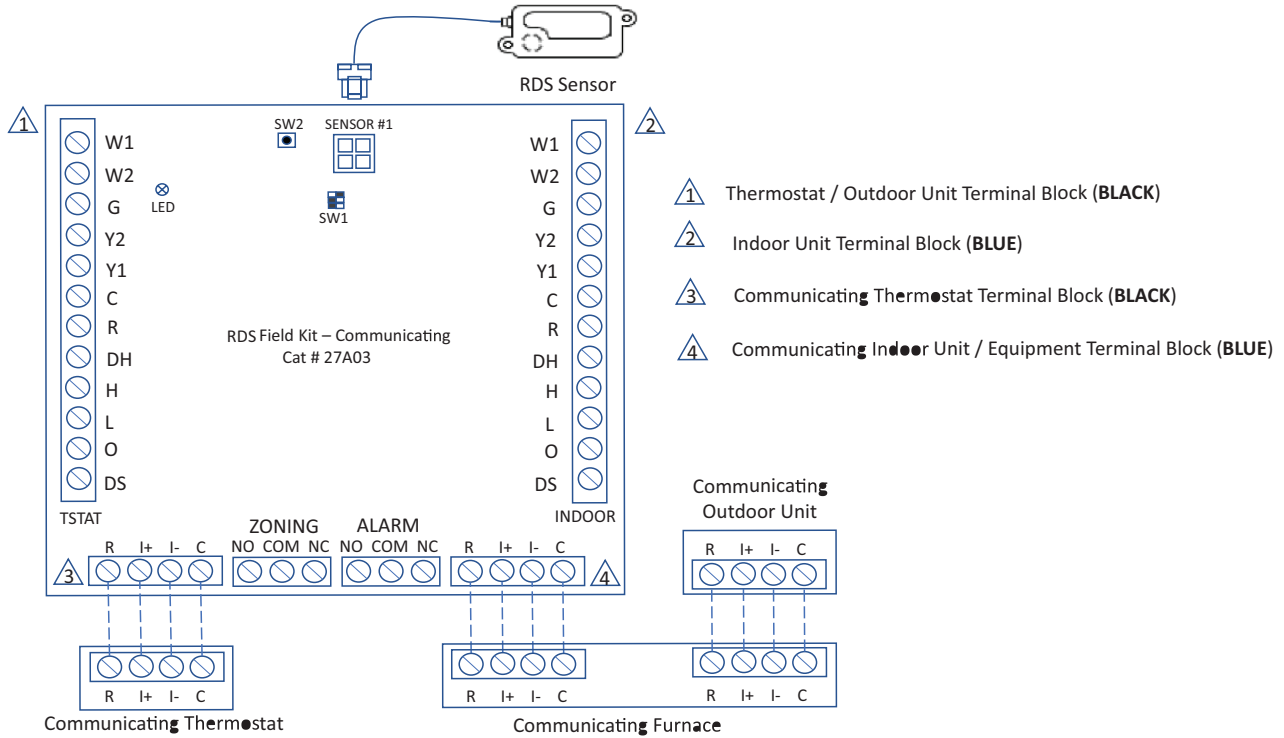 RDS Sensor
1
2
SW2
SENSOR #1
W1
W1
W2
W2
LED
SW1
G
G
Y2
Y2
Y1
Y1
C
C
R
R
DH
DH
H
H
L
L
O
O
DS
DS
RDS Field Kit – Communicating
Cat # 27A03
1 Thermostat / Outdoor Unit Terminal Block (BLACK)
2 Indoor Unit Terminal Block (BLUE)
3 Communicating Thermostat Terminal Block (BLACK)
4 Communicating Indoor Unit / Equipment Terminal Block (BLUE)
TSTAT
INDOOR
ZONING
ALARM
3
R I+ I- C
NO COM NC
NO COM NC
R I+ I- C
4
Communicating
Outdoor Unit
R I+ I- C
R I+ I- C
Communicating Thermostat
R I+ I- C
R I+ I- C
Communicating Furnace